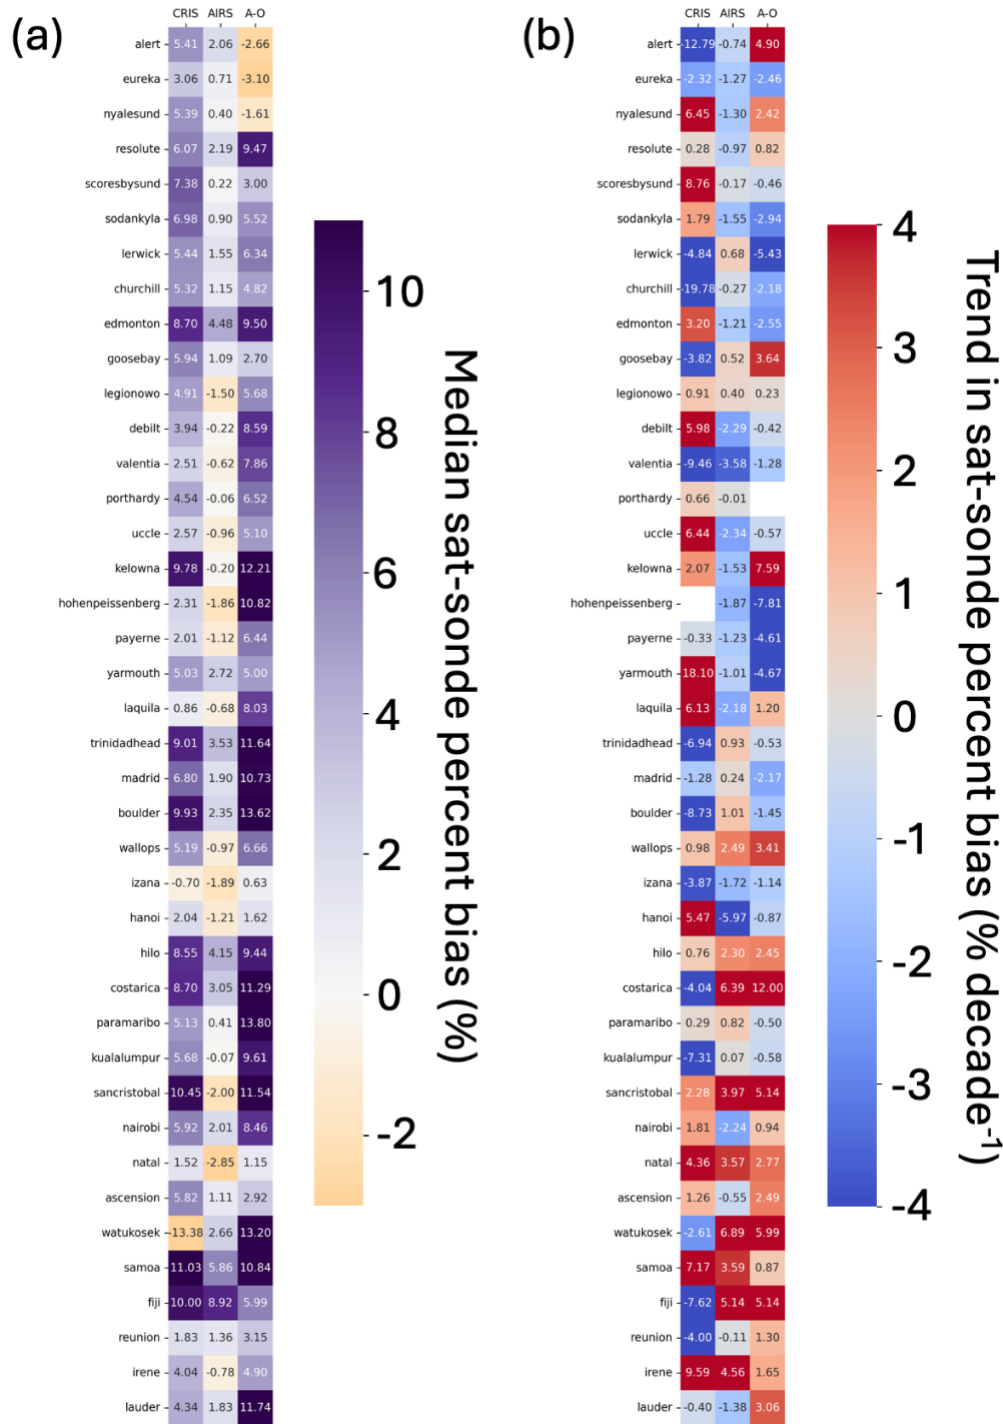 (a)
CRIS AIRS A-O
alert 5.41 2.06 -2.66
eureka 3.06 0.71 -3.10
nyalesund 5.39 0.40 -1.61
resolute 6.07 2.19 9.47
scoresbysund 7.38 0.22 3.00
sodankyla 6.98 0.90 5.52
lerwick 5.44 1.55 6.34
churchill 5.32 1.15 4.82
edmonton 8.70 4.48 9.50
goosebay 5.94 1.09 2.70
legionowo 4.91 -1.50 5.68
debilt 3.94 -0.22 8.59
valentia 2.51 -0.62 7.86
porthardy 4.54 -0.06 6.52
uccle 2.57 -0.96 5.10
kelowna 9.78 -0.20 12.21
hohenpeissenberg 2.31 -1.86 10.82
payerne 2.01 -1.12 6.44
yarmouth 5.03 2.72 5.00
laquila 0.86 -0.68 8.03
trinidadhead 9.01 3.53 11.64
madrid 6.80 1.90 10.73
boulder 9.93 2.35 13.62
wallops 5.19 -0.97 6.66
izana -0.70 -1.89 0.63
hanoi 2.04 -1.21 1.62
hilo 8.55 4.15 9.44
costarica 8.70 3.05 11.29
paramaribo 5.13 0.41 13.80
kualalumpur 5.68 -0.07 9.61
sancristobal 10.45 -2.00 11.54
nairobi 5.92 2.01 8.46
natal 1.52 -2.85 1.15
ascension 5.82 1.11 2.92
watukosek -13.38 2.66 13.20
samoa 11.03 5.86 10.84
fiji 10.00 8.92 5.99
reunion 1.83 1.36 3.15
irene 4.04 -0.78 4.90
lauder 4.34 1.83 11.74
10
8
6
4
2
0
-2
Median sat-sonde percent bias (%)
(b)
CRIS AIRS A-O
alert -12.79 -0.74 4.90
eureka -2.32 -1.27 -2.46
nyalesund 6.45 -1.30 2.42
resolute 0.28 -0.97 0.82
scoresbysund 8.76 -0.17 -0.46
sodankyla 1.79 -1.55 -2.94
lerwick -4.84 0.68 -5.43
churchill -19.78 -0.27 -2.18
edmonton 3.20 -1.21 -2.55
goosebay -3.82 0.52 3.64
legionowo 0.91 0.40 0.23
debilt 5.98 -2.29 -0.42
valentia -9.46 -3.58 -1.28
porthardy 0.66 -0.01
uccle 6.44 -2.34 -0.57
kelowna 2.07 -1.53 7.59
hohenpeissenberg -1.87 -7.81
payerne -0.33 -1.23 -4.61
yarmouth 18.10 -1.01 -4.67
laquila 6.13 -2.18 1.20
trinidadhead -6.94 0.93 -0.53
madrid -1.28 0.24 -2.17
boulder -8.73 1.01 -1.45
wallops 0.98 2.49 3.41
izana -3.87 -1.72 -1.14
hanoi 5.47 -5.97 -0.87
hilo 0.76 2.30 2.45
costarica -4.04 6.39 12.00
paramaribo 0.29 0.82 -0.50
kualalumpur -7.31 0.07 -0.58
sancristobal 2.28 3.97 5.14
nairobi 1.81 -2.24 0.94
natal 4.36 3.57 2.77
ascension 1.26 -0.55 2.49
watukosek -2.61 6.89 5.99
samoa 7.17 3.59 0.87
fiji -7.62 5.14 5.14
reunion -4.00 -0.11 1.30
irene 9.59 4.56 1.65
lauder -0.40 -1.38 3.06
4
3
2
1
0
-1
-2
-3
-4
Trend in sat-sonde percent bias (% decade⁻¹)